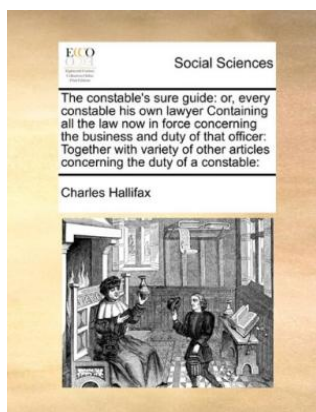 ECCO
Social Sciences
The constable's sure guide: or, every
constable his own lawyer Containing
all the law now in force concerning
the business and duty of that officer:
Together with variety of other articles
concerning the duty of a constable:
Charles Hallifax